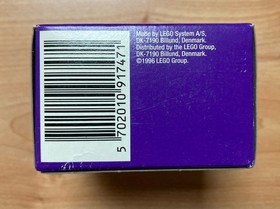 Made by LEGO System A/S,
DK-7190 Billund, Denmark.
Distributed by the LEGO Group,
DK-7190 Billund, Denmark.
©1996 LEGO Group.
5 702010 917471